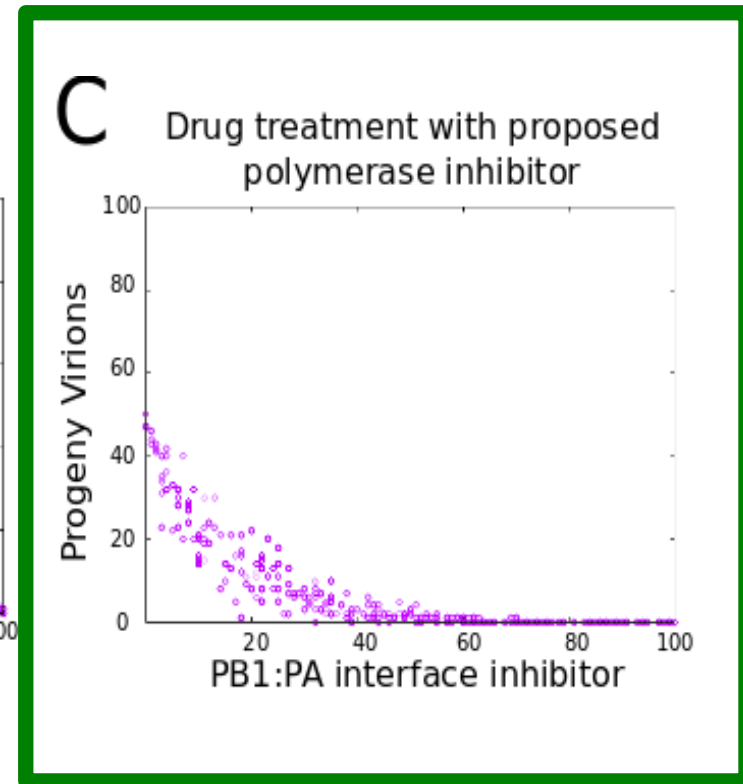 C
Drug treatment with proposed
polymerase inhibitor
100
80
60
40
20
0
Progeny Virions
20 40 60 80 100
PB1:PA interface inhibitor
00